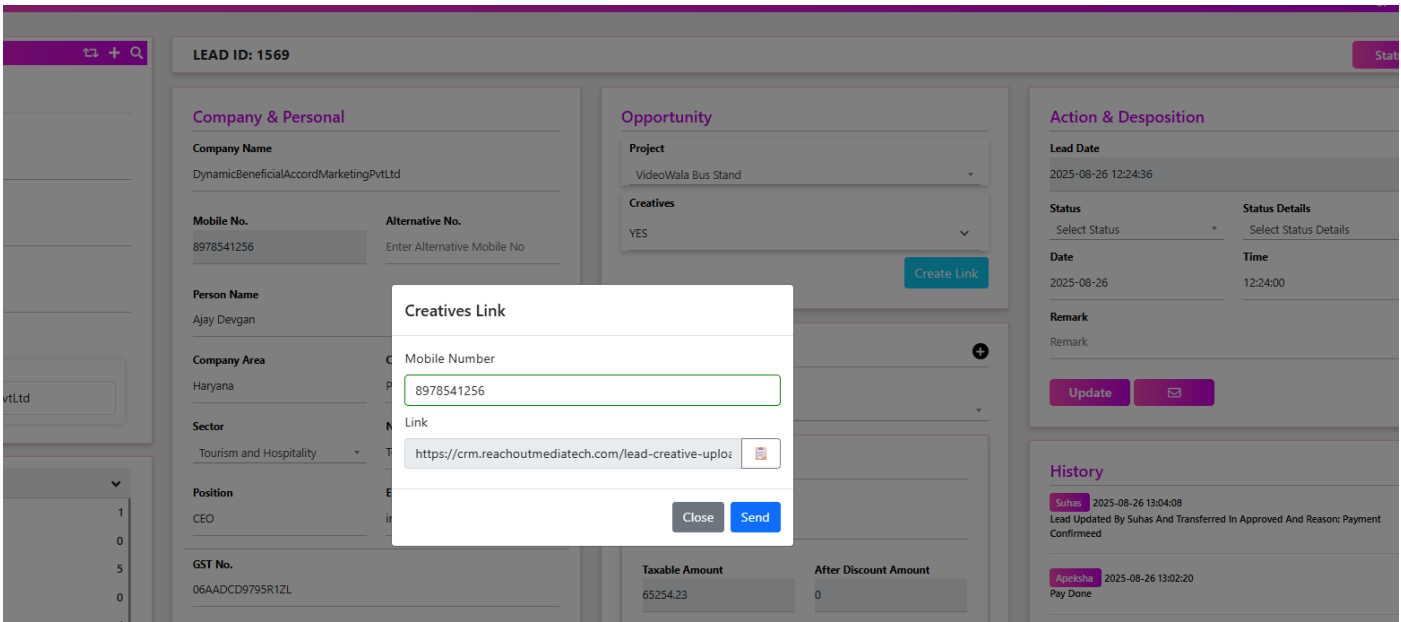 LEAD ID: 1569
Company & Personal
Company Name
DynamicBeneficialAccordMarketingPvtLtd
Mobile No.
Alternative No.
8978541256
Enter Alternative Mobile No
Person Name
Ajay Devgan
Company Area
Haryana
Sector
Tourism and Hospitality
Position
CEO
GST No.
06AADCD9795R1ZL
vtLtd
1
0
5
0
Opportunity
Project
VideoWala Bus Stand
Creatives
YES
Create Link
Creatives Link
Mobile Number
8978541256
Link
https://crm.reachoutmediatech.com/lead-creative-uploa
Close
Send
Taxable Amount
After Discount Amount
65254.23
0
Action & Desposition
Lead Date
2025-08-26 12:24:36
Status
Status Details
Select Status
Select Status Details
Date
Time
2025-08-26
12:24:00
Remark
Remark
Update
History
Suhas 2025-08-26 13:04:08
Lead Updated By Suhas And Transferred In Approved And Reason: Payment
Confirmeed
Apeksha 2025-08-26 13:02:20
Pay Done